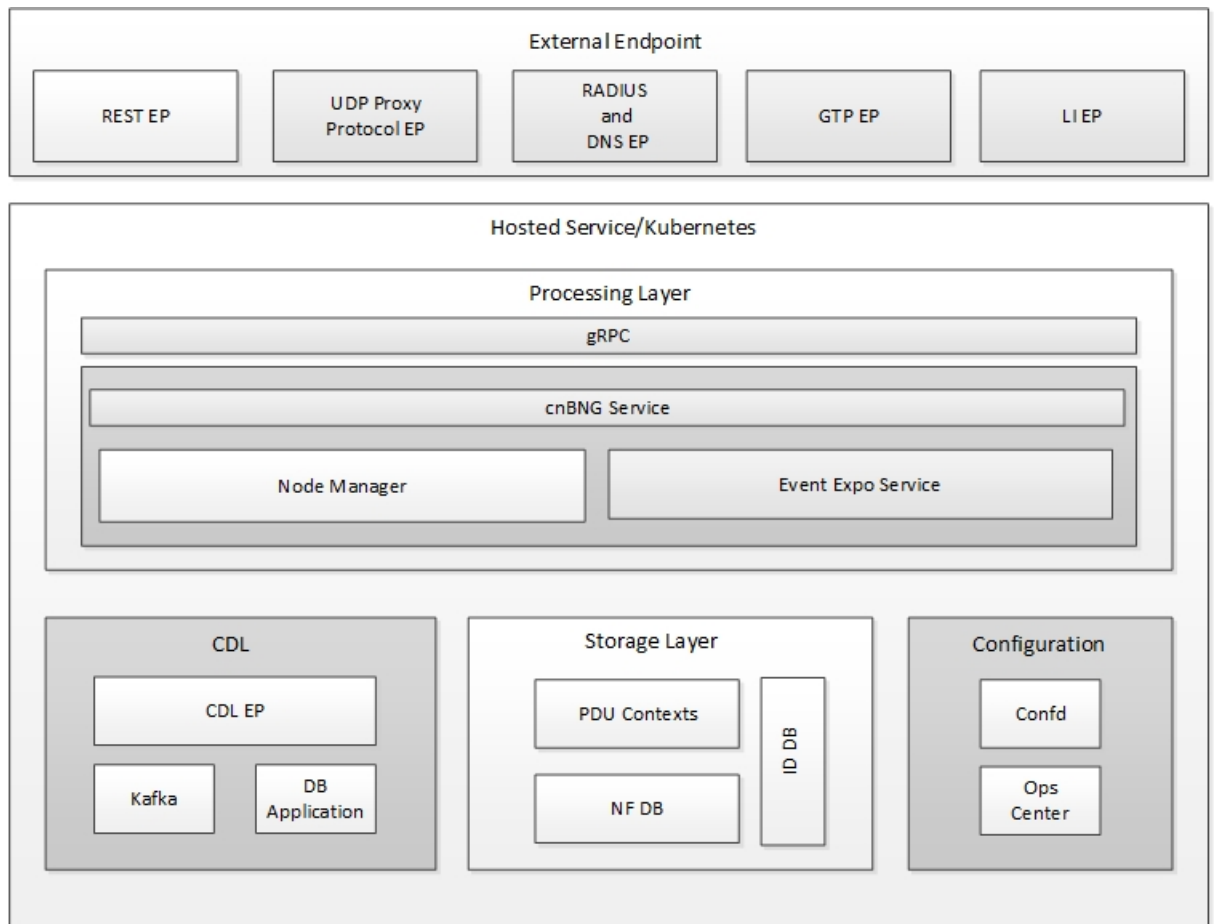 External Endpoint
REST EP
UDP Proxy
Protocol EP
RADIUS
and
DNS EP
GTP EP
LI EP
Hosted Service/Kubernetes
Processing Layer
gRPC
cnBNG Service
Node Manager
Event Expo Service
CDL
CDL EP
Kafka
DB
Application
Storage Layer
PDU Contexts
NF DB
ID DB
Configuration
Confd
Ops
Center